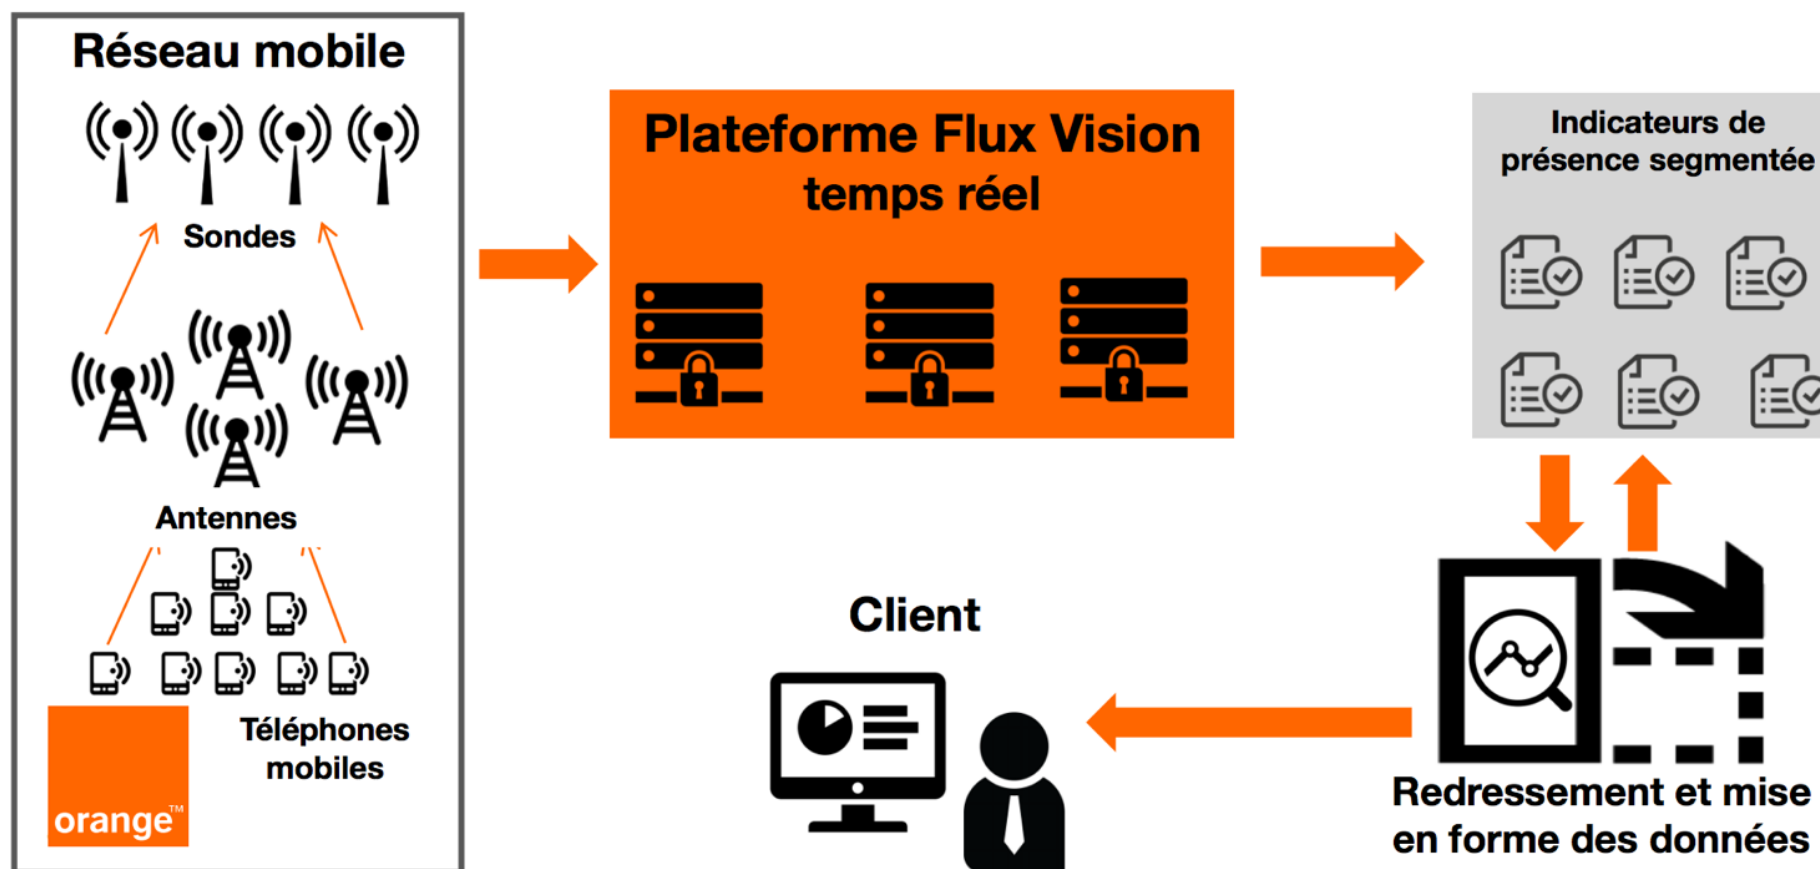 Réseau mobile
Sondes
Antennes
Téléphones
mobiles
orange™
Plateforme Flux Vision
temps réel
Indicateurs de
présence segmentée
Redressement et mise
en forme des données
Client